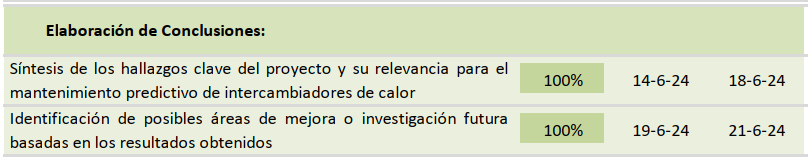 Elaboración de Conclusiones:
Síntesis de los hallazgos clave del proyecto y su relevancia para el
mantenimiento predictivo de intercambiadores de calor
100% 14-6-24 18-6-24
Identificación de posibles áreas de mejora o investigación futura
basadas en los resultados obtenidos
100% 19-6-24 21-6-24